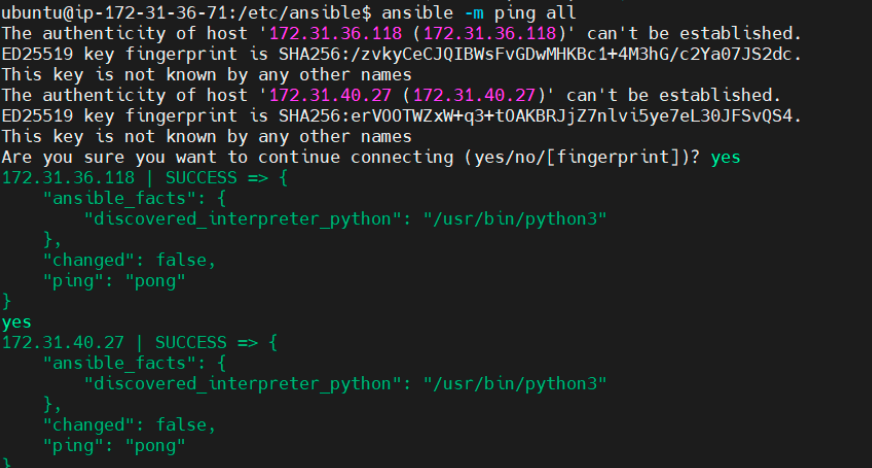 ubuntu@ip-172-31-36-71:/etc/ansible$ ansible -m ping all
The authenticity of host '172.31.36.118 (172.31.36.118)' can't be established.
ED25519 key fingerprint is SHA256:/zvkyCeCJQIBWsFvGDwMHKBc1+4M3hG/c2Ya07JS2dc.
This key is not known by any other names
The authenticity of host '172.31.40.27 (172.31.40.27)' can't be established.
ED25519 key fingerprint is SHA256:erVOOTWZxW+q3+tOAKBRJjZ7nlvi5ye7eL30JFSvQS4.
This key is not known by any other names
Are you sure you want to continue connecting (yes/no/[fingerprint])? yes
172.31.36.118 | SUCCESS => {
    "ansible_facts": {
        "discovered_interpreter_python": "/usr/bin/python3"
    },
    "changed": false,
    "ping": "pong"
}
yes
172.31.40.27 | SUCCESS => {
    "ansible_facts": {
        "discovered_interpreter_python": "/usr/bin/python3"
    },
    "changed": false,
    "ping": "pong"
}